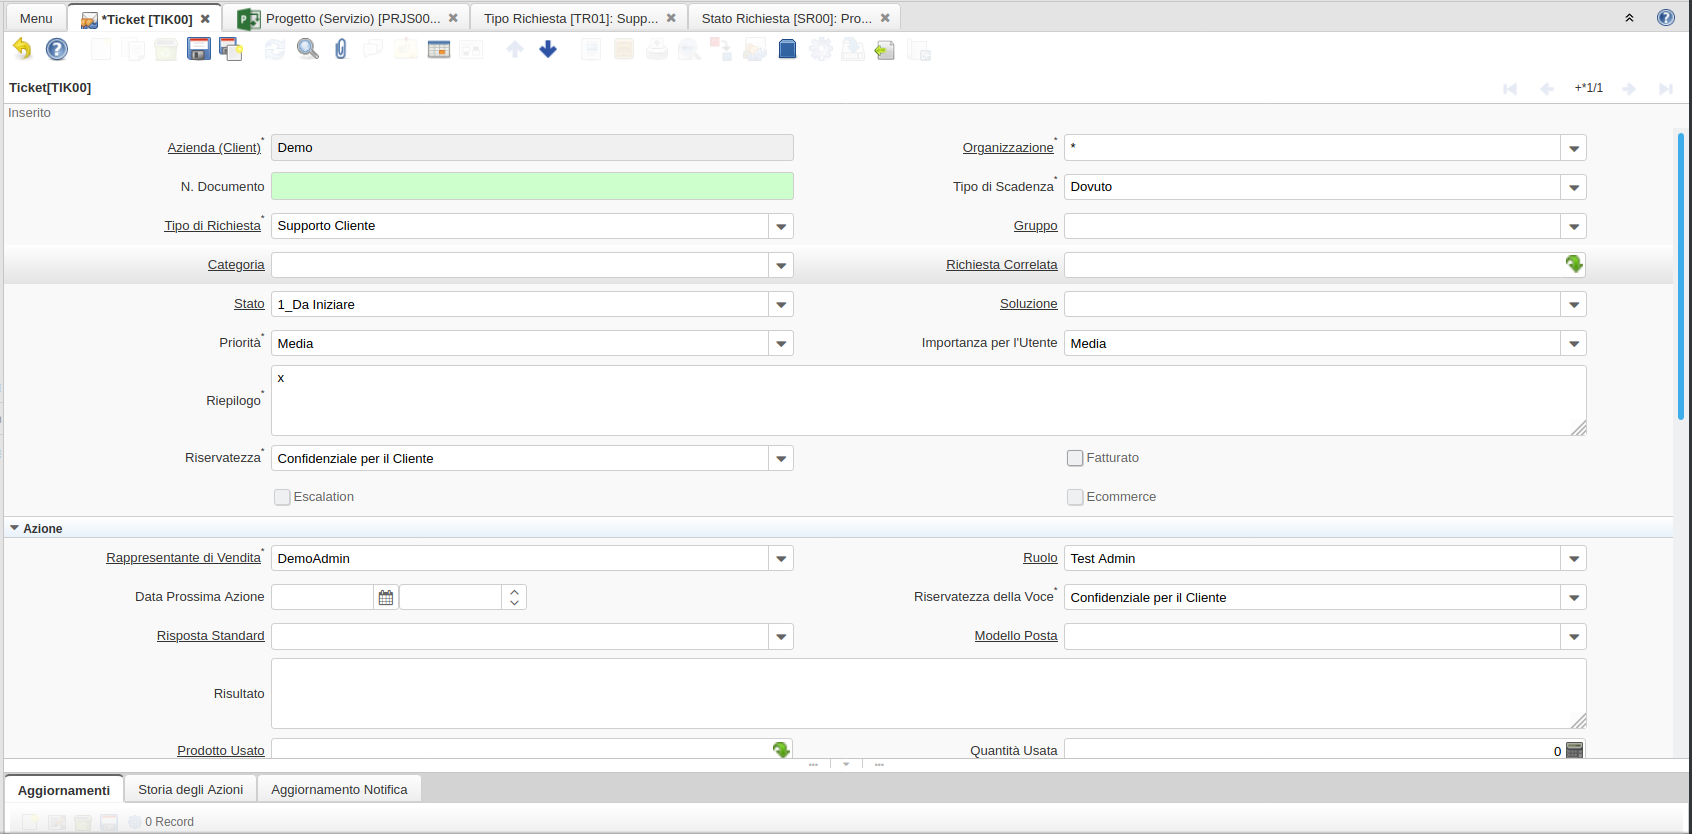 Menu
*Ticket [TIK00]
Progetto (Servizio) [PRJS00...
Tipo Richiesta [TR01]: Supp...
Stato Richiesta [SR00]: Pro...
Ticket[TIK00]
+*1/1
Inserito
Azienda (Client)* Demo
Organizzazione* *
N. Documento
Tipo di Scadenza* Dovuto
Tipo di Richiesta* Supporto Cliente
Gruppo
Categoria
Richiesta Correlata
Stato 1_Da Iniziare
Soluzione
Priorità* Media
Importanza per l'Utente Media
Riepilogo* x
Riservatezza* Confidenziale per il Cliente
Fatturato
Escalation
Ecommerce
Azione
Rappresentante di Vendita* DemoAdmin
Ruolo Test Admin
Data Prossima Azione
Riservatezza della Voce* Confidenziale per il Cliente
Risposta Standard
Modello Posta
Risultato
Prodotto Usato
Quantità Usata 0
Aggiornamenti
Storia degli Azioni
Aggiornamento Notifica
0 Record